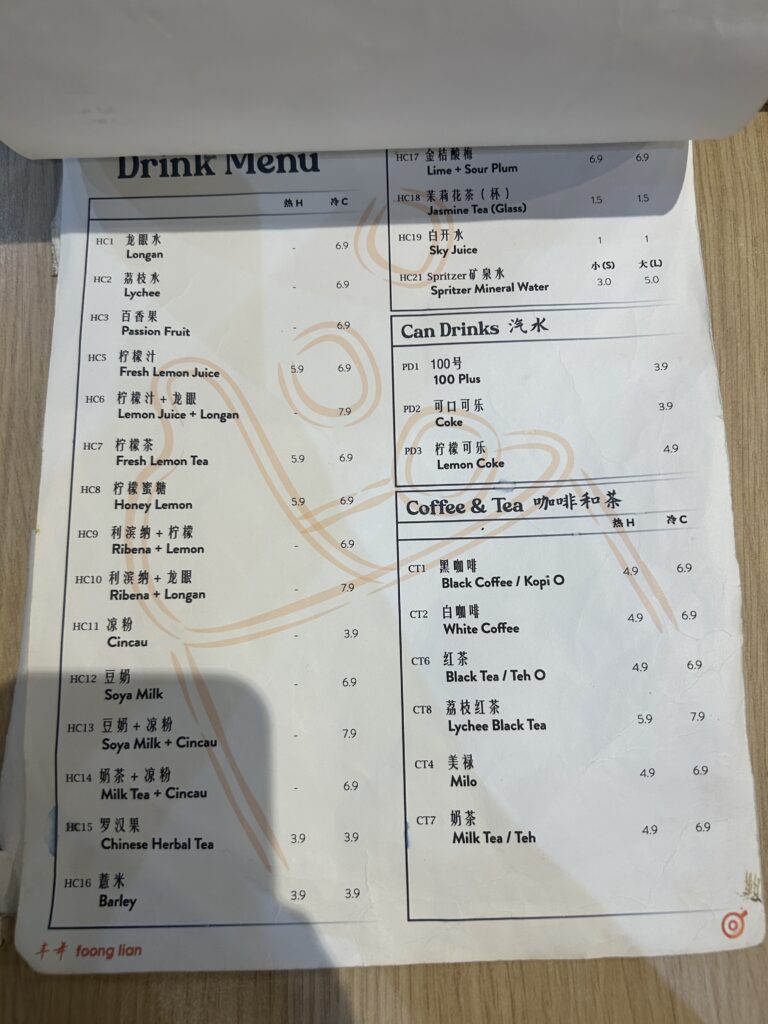 Drink Menu
热 H 冷 C
HC1 龙眼水 - 6.9
Longan
HC2 荔枝水 - 6.9
Lychee
HC3 百香果 - 6.9
Passion Fruit
HC5 柠檬汁 5.9 6.9
Fresh Lemon Juice
HC6 柠檬汁 + 龙眼 - 7.9
Lemon Juice + Longan
HC7 柠檬茶 5.9 6.9
Fresh Lemon Tea
HC8 柠檬蜜糖 5.9 6.9
Honey Lemon
HC9 利滨纳 + 柠檬 - 6.9
Ribena + Lemon
HC10 利滨纳 + 龙眼 - 7.9
Ribena + Longan
HC11 凉粉 - 3.9
Cincau
HC12 豆奶 - 6.9
Soya Milk
HC13 豆奶 + 凉粉 - 7.9
Soya Milk + Cincau
HC14 奶茶 + 凉粉 - 6.9
Milk Tea + Cincau
HC15 罗汉果 3.9 3.9
Chinese Herbal Tea
HC16 薏米 3.9 3.9
Barley
HC17 金桔酸梅 6.9 6.9
Lime + Sour Plum
HC18 茉莉花茶 ( 杯 ) 1.5 1.5
Jasmine Tea (Glass)
HC19 白开水 1 1
Sky Juice
小 (S) 大 (L)
HC21 Spritzer 矿泉水 3.0 5.0
Spritzer Mineral Water
Can Drinks 汽水
PD1 100号 3.9
100 Plus
PD2 可口可乐 3.9
Coke
PD3 柠檬可乐 4.9
Lemon Coke
Coffee & Tea 咖啡和茶
热 H 冷 C
CT1 黑咖啡 4.9 6.9
Black Coffee / Kopi O
CT2 白咖啡 4.9 6.9
White Coffee
CT6 红茶 4.9 6.9
Black Tea / Teh O
CT8 荔枝红茶 5.9 7.9
Lychee Black Tea
CT4 美禄 4.9 6.9
Milo
CT7 奶茶 4.9 6.9
Milk Tea / Teh
foong lian